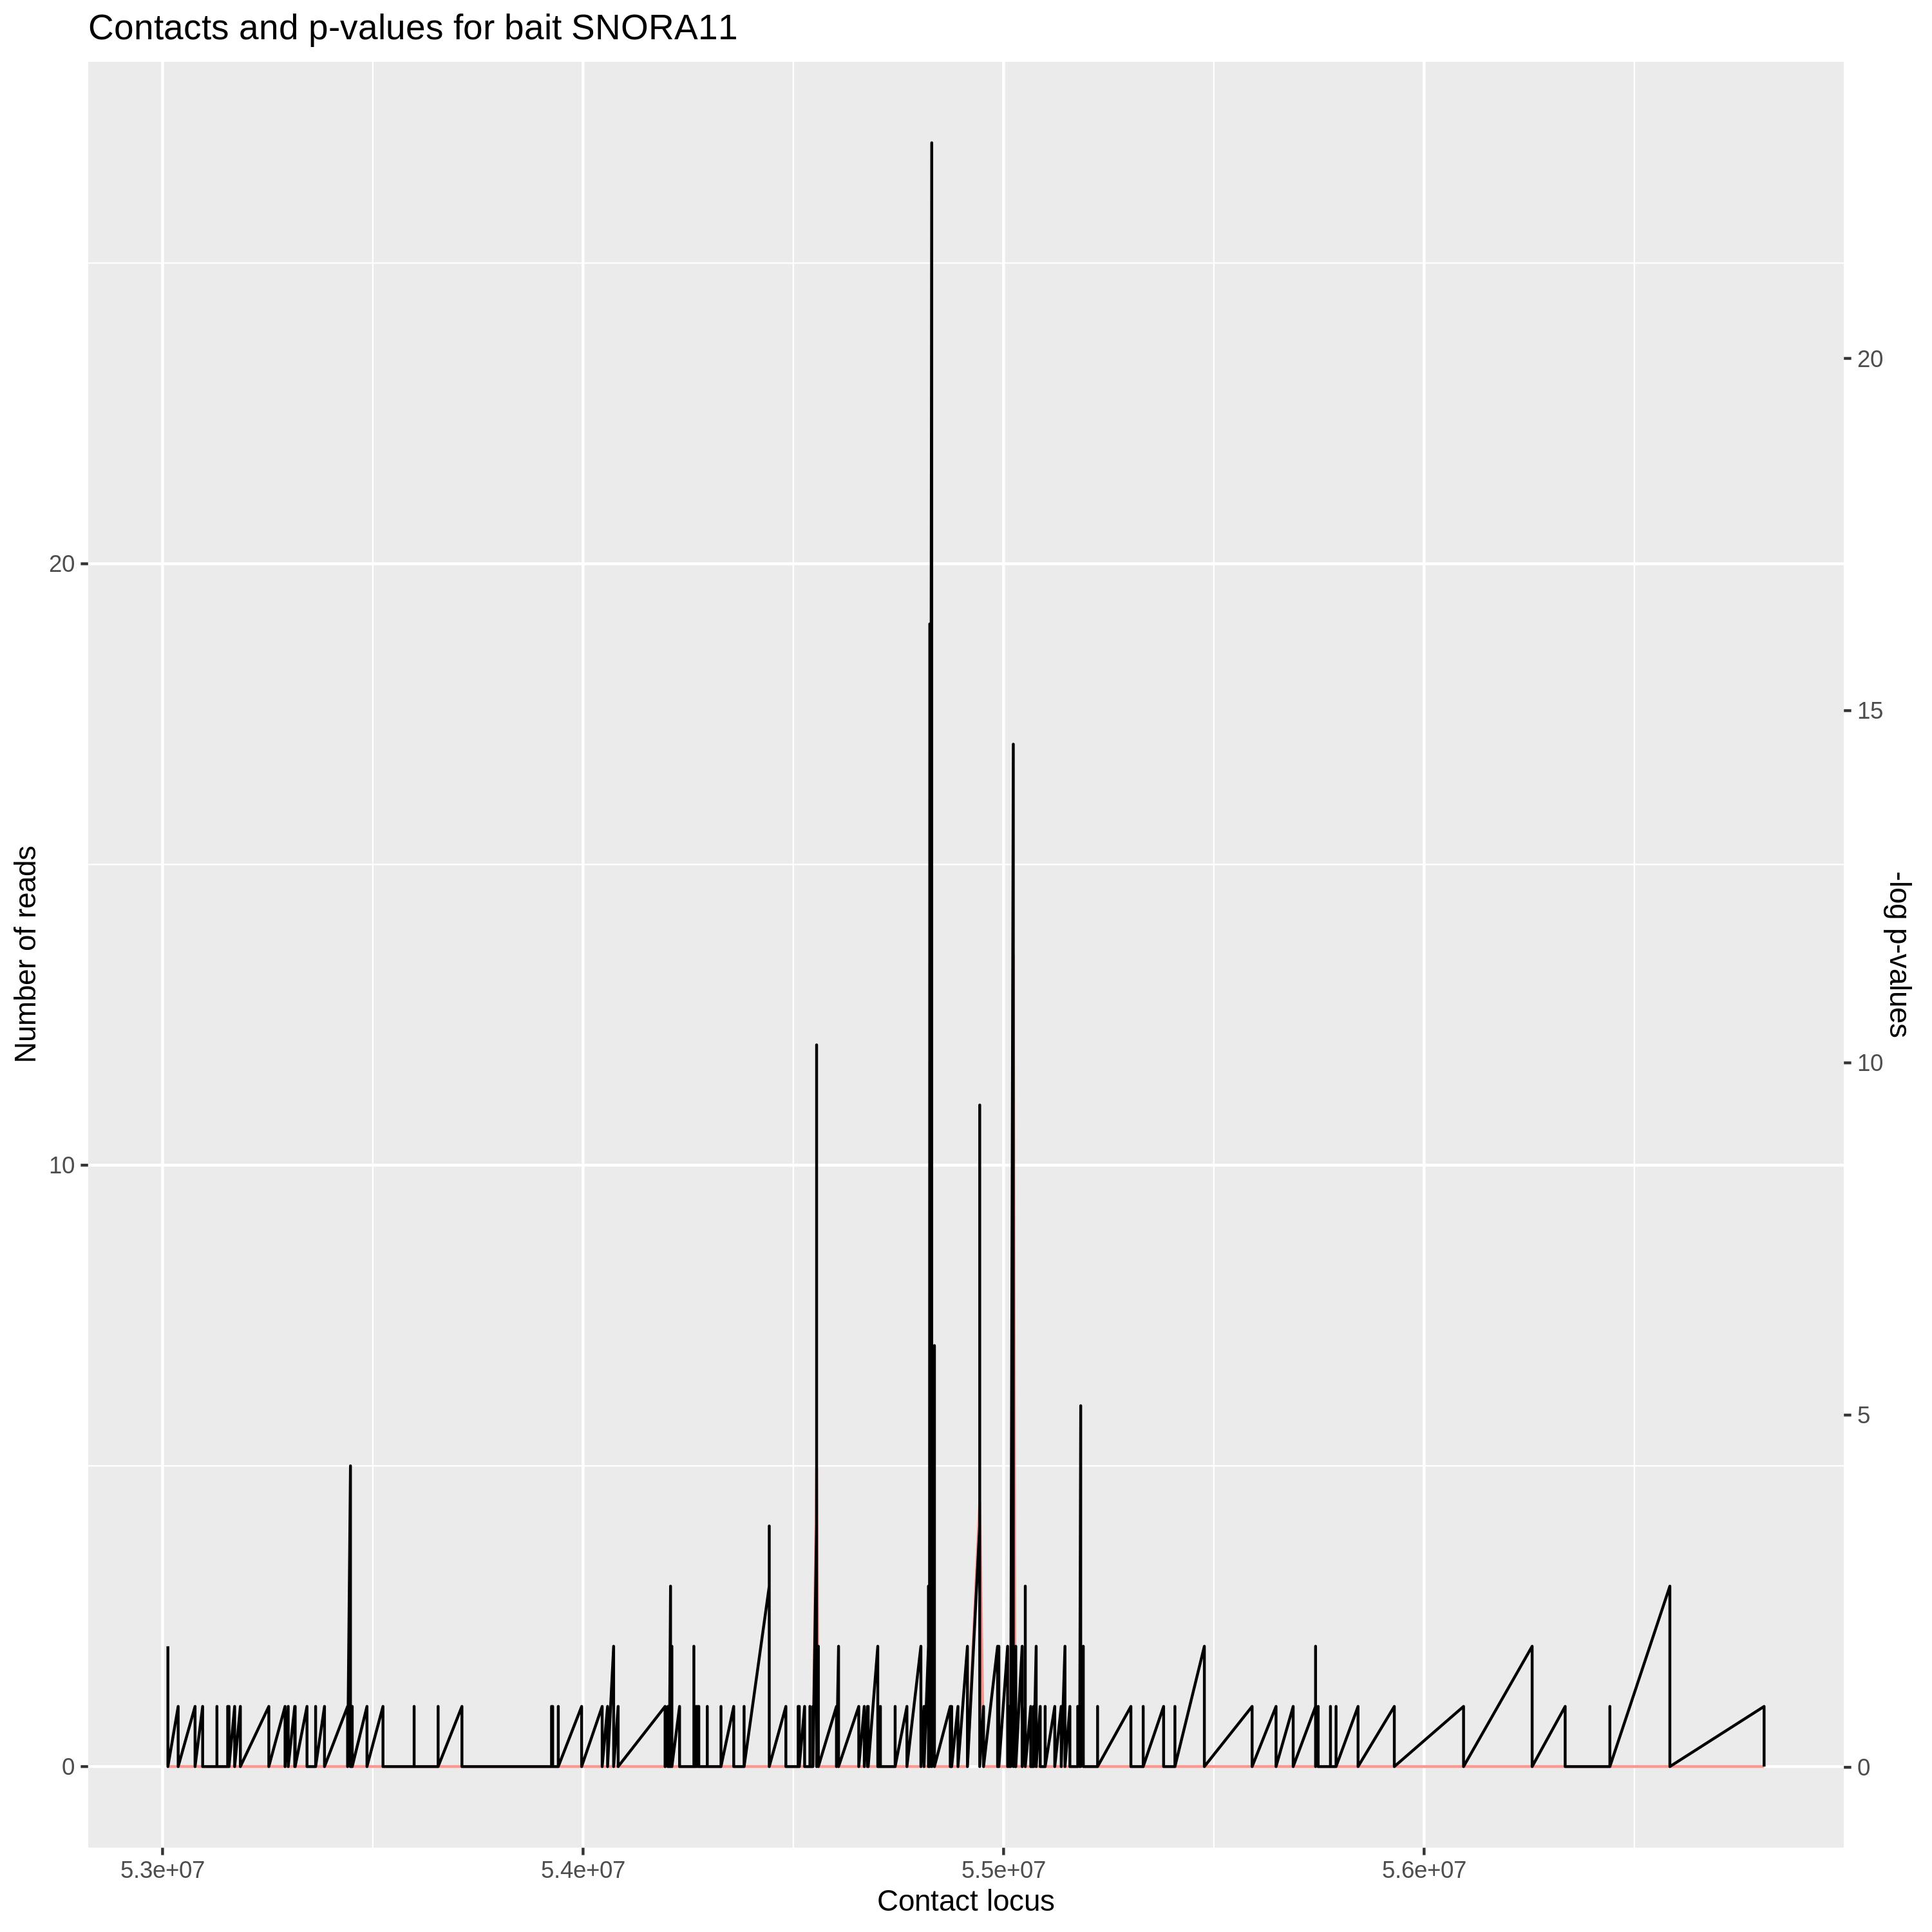 Contacts and p-values for bait SNORA11
Number of reads
20
10
0
20
15
10
5
0
-log p-values
5.3e+07
5.4e+07
5.5e+07
5.6e+07
Contact locus